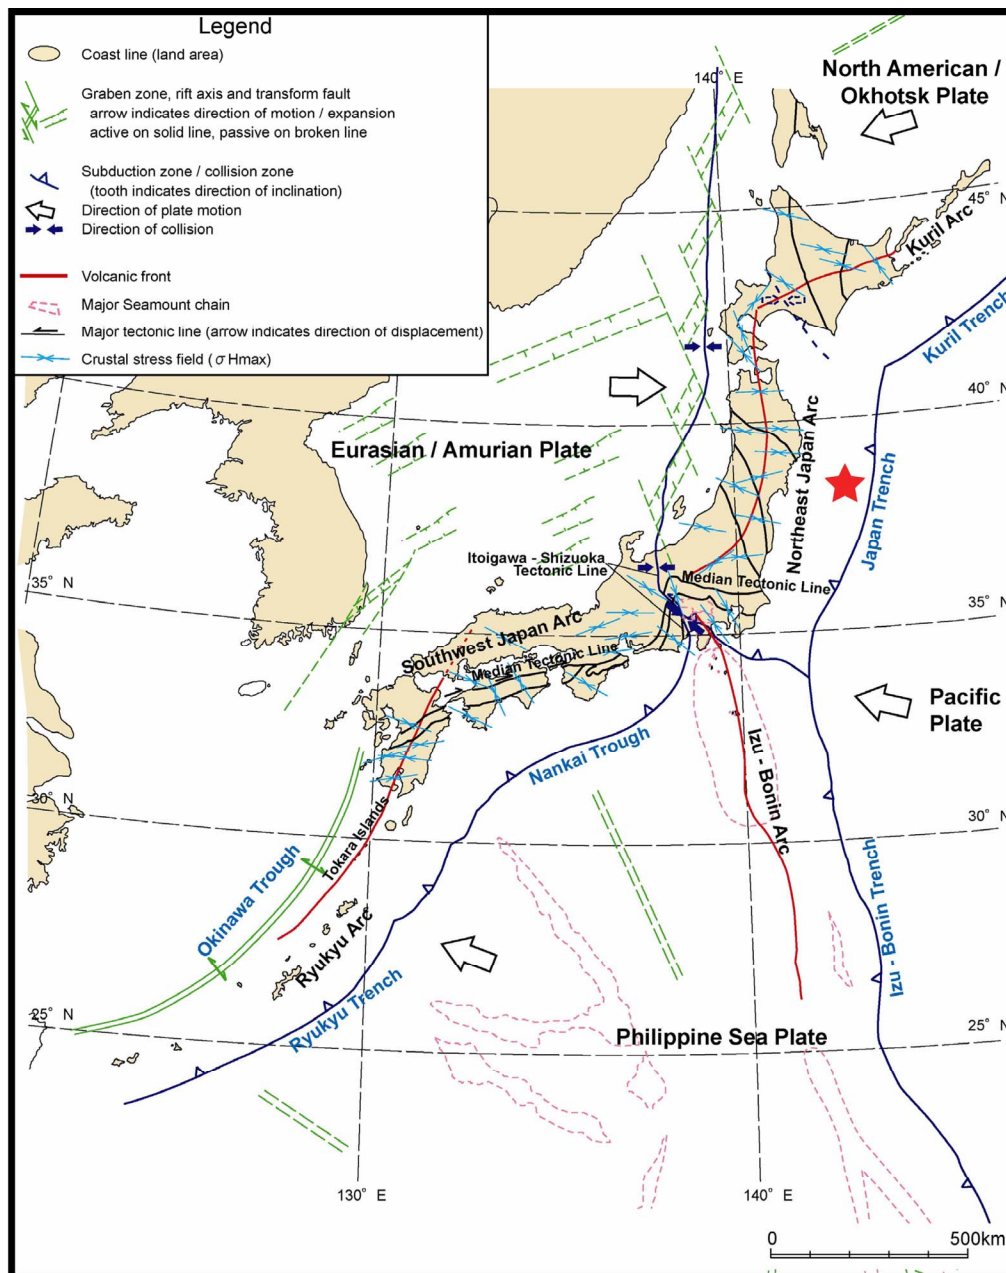 Legend
Coast line (land area)
Graben zone, rift axis and transform fault
arrow indicates direction of motion / expansion
active on solid line, passive on broken line
Subduction zone / collision zone
(tooth indicates direction of inclination)
Direction of plate motion
Direction of collision
Volcanic front
Major Seamount chain
Major tectonic line (arrow indicates direction of displacement)
Crustal stress field (σHmax)
140° E
North American /
Okhotsk Plate
45° N
Kuril Arc
Kuril Trench
40° N
Eurasian / Amurian Plate
Northeast Japan Arc
Japan Trench
Itoigawa - Shizuoka
Tectonic Line
Median Tectonic Line
35° N
35° N
Southwest Japan Arc
Median Tectonic Line
Pacific
Plate
Nankai Trough
Izu - Bonin Arc
30° N
30° N
Tokara Islands
Okinawa Trough
Ryukyu Arc
Izu - Bonin Trench
Ryukyu Trench
25° N
25° N
Philippine Sea Plate
130° E
140° E
0
500km